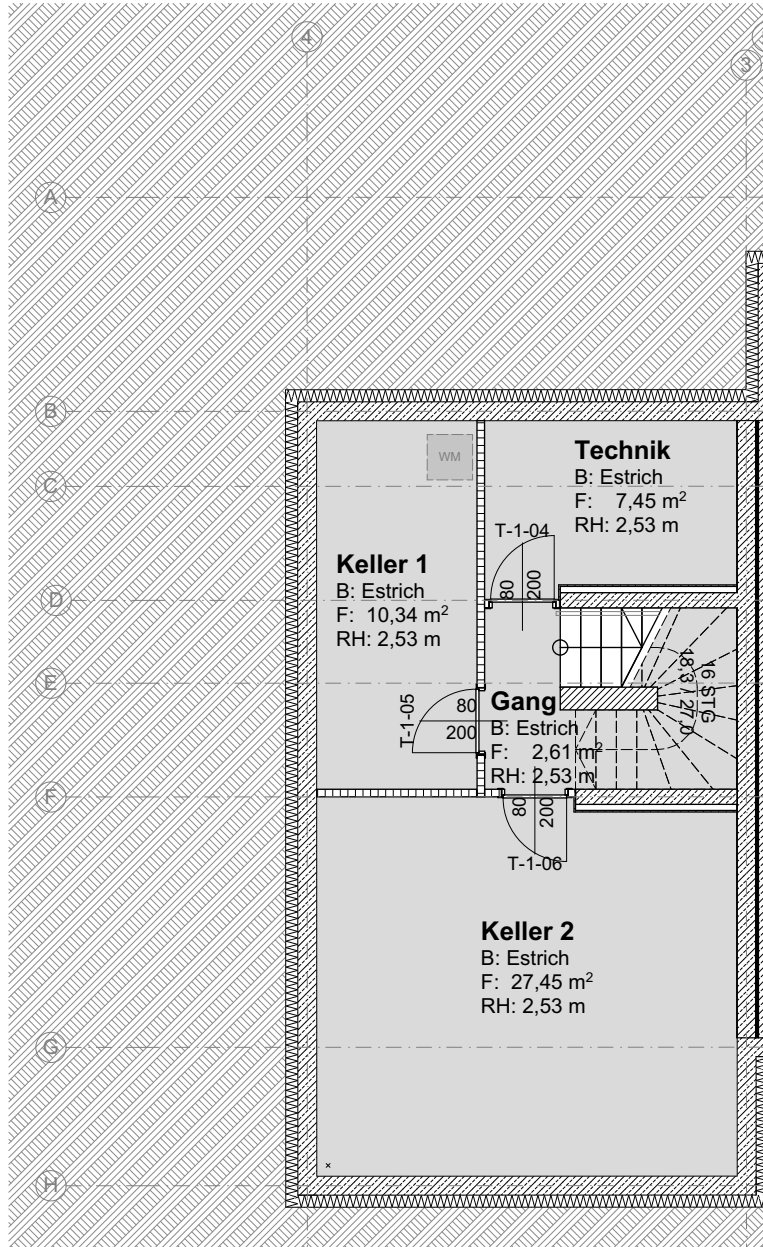 4
3
A
B
C
D
E
F
G
H
WM
Technik
B: Estrich
F: 7,45 m²
RH: 2,53 m
T-1-04
80
200
Keller 1
B: Estrich
F: 10,34 m²
RH: 2,53 m
16 STG
18,3 / 27,0
T-1-05
80
200
Gang
B: Estrich
F: 2,61 m²
RH: 2,53 m
80
200
T-1-06
Keller 2
B: Estrich
F: 27,45 m²
RH: 2,53 m